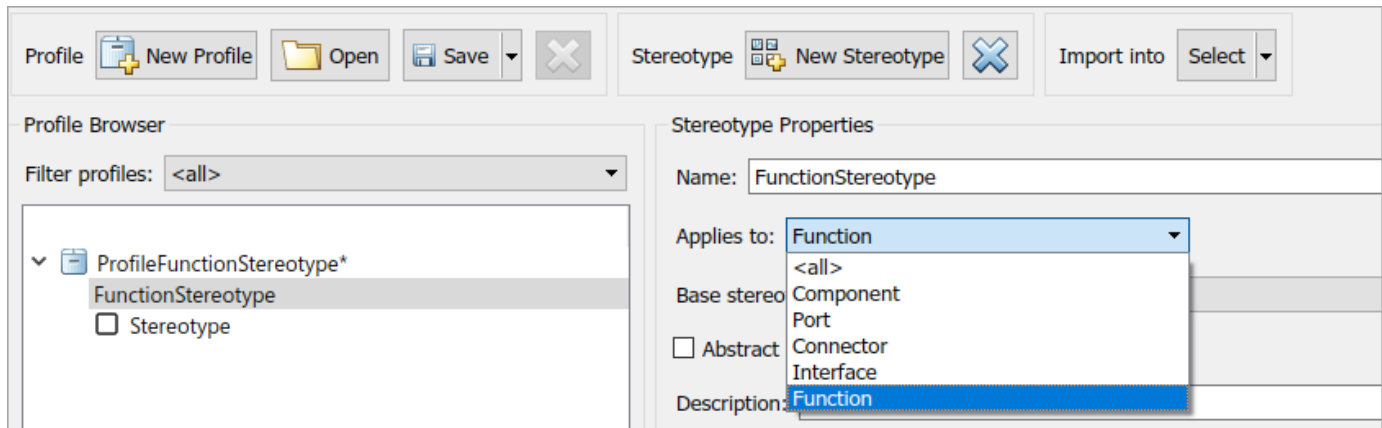 Profile New Profile Open Save Stereotype New Stereotype Import into Select
Profile Browser
Filter profiles: <all>
ProfileFunctionStereotype*
FunctionStereotype
Stereotype
Stereotype Properties
Name: FunctionStereotype
Applies to: Function
<all>
Component
Port
Connector
Interface
Function
Base stereo
Abstract
Description: